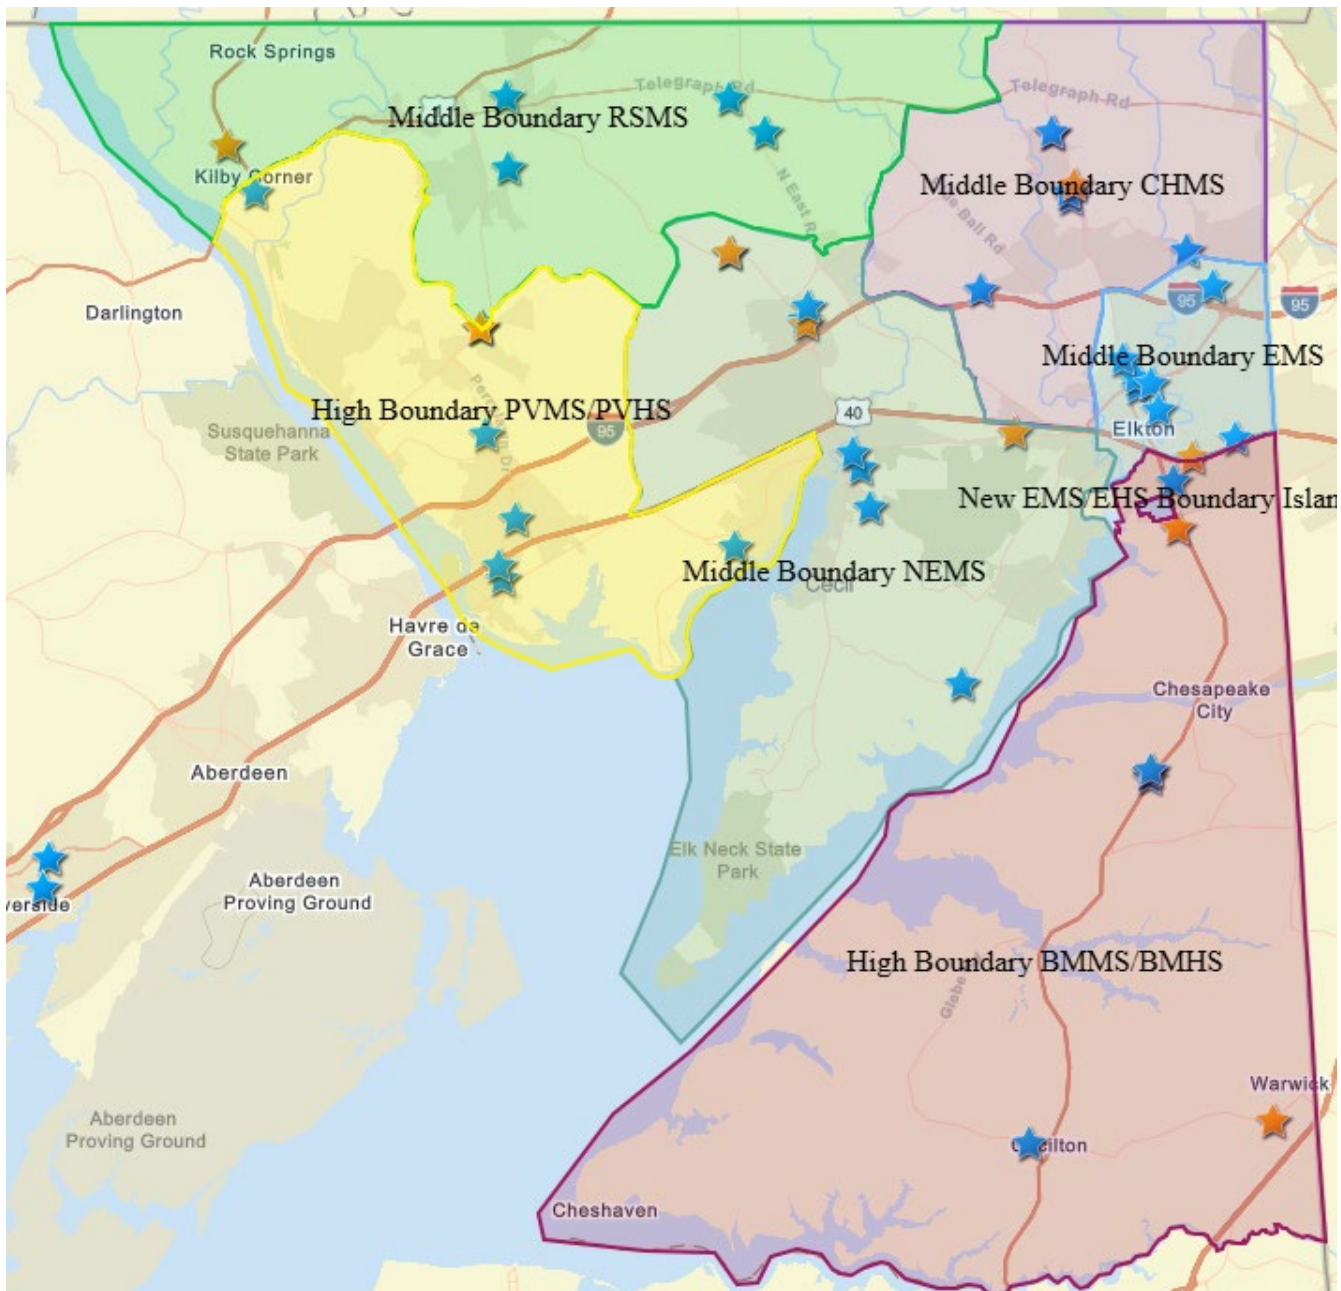 Rock Springs
Telegraph Rd
Telegraph Rd
Middle Boundary RSMS
Kilby Corner
N East R
Middle Boundary CHMS
Ball Rd
Darlington
95
95
Middle Boundary EMS
High Boundary PVMS/PVHS
40
95
Susquehanna
State Park
Elkton
New EMS/EHS Boundary Islan
Middle Boundary NEMS
Cecil
Havre de
Grace
Chesapeake
City
Aberdeen
Elk Neck State
Park
Aberdeen
Proving Ground
verside
High Boundary BMMS/BMHS
Warwick
Aberdeen
Proving Ground
Cheshaven